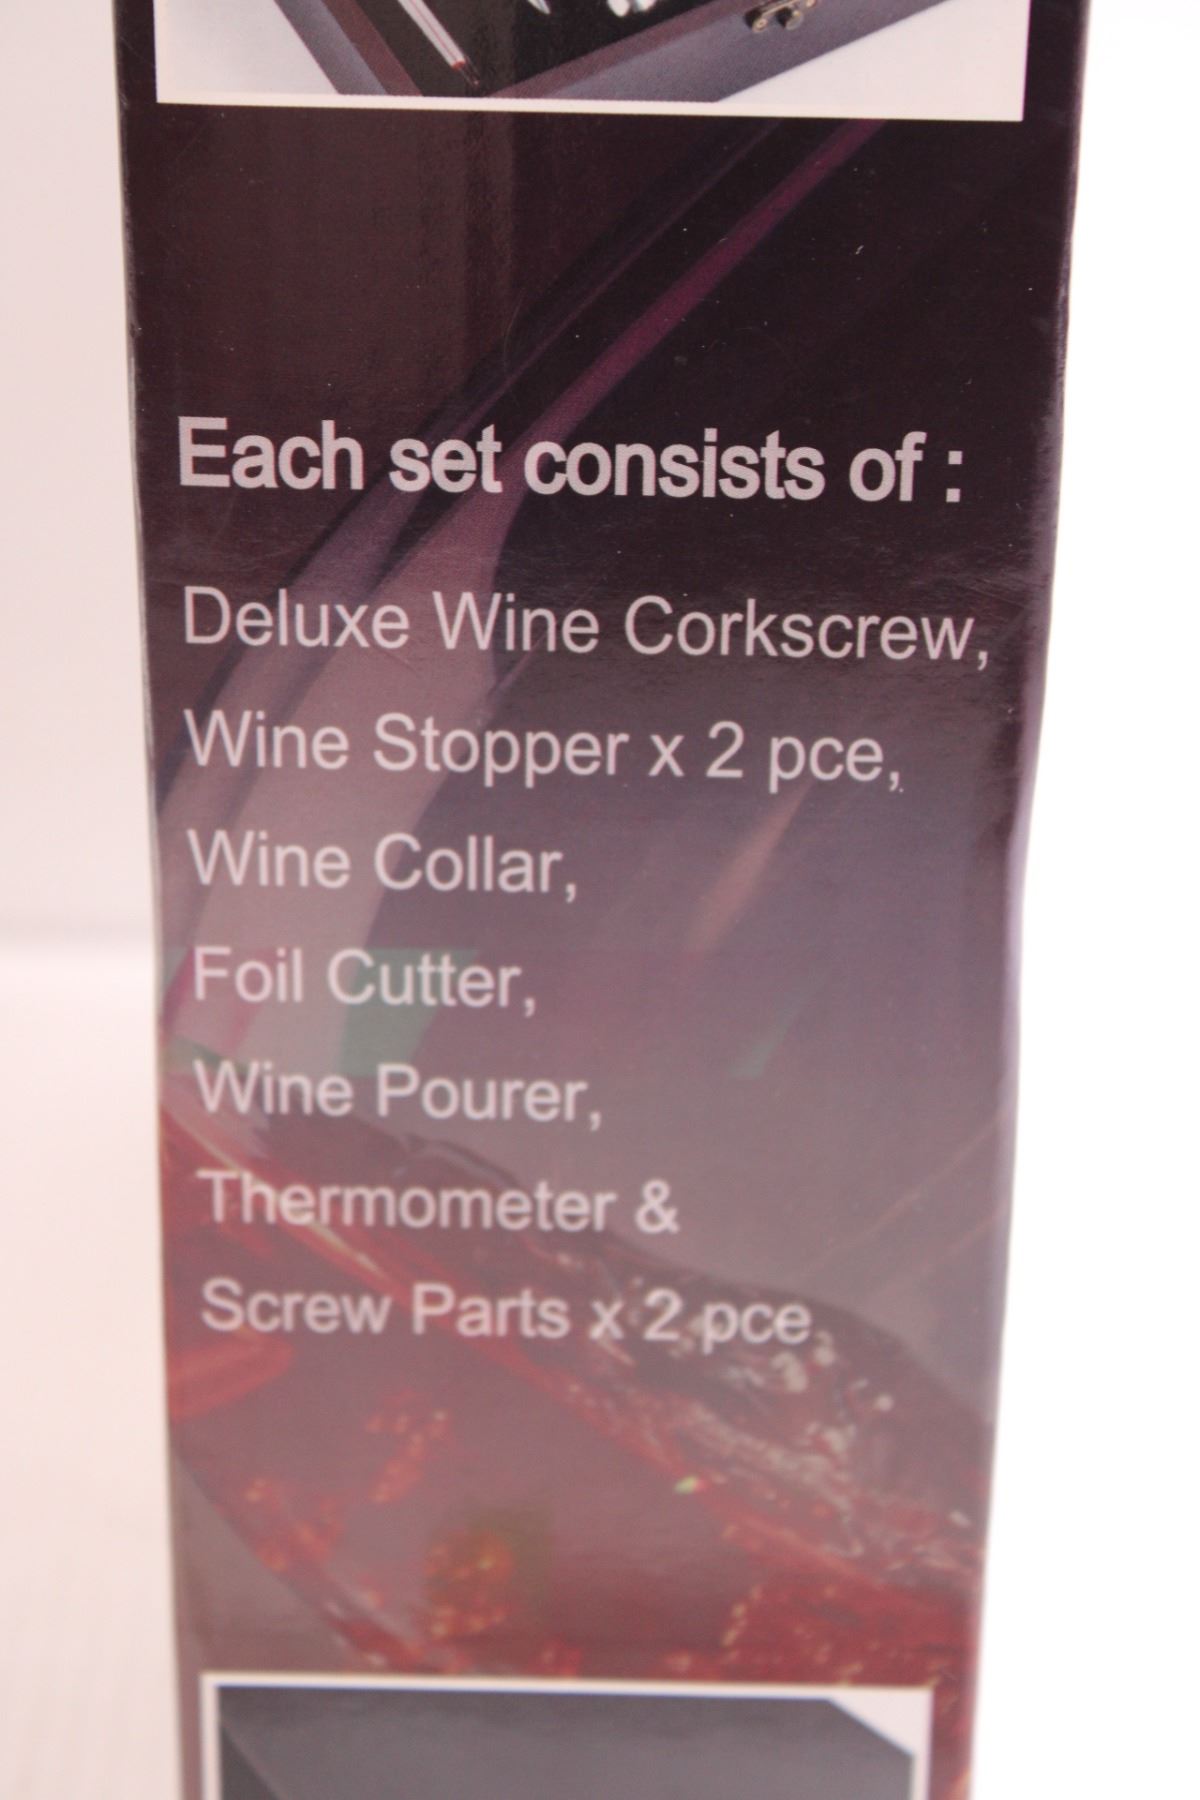 Each set consists of :
Deluxe Wine Corkscrew,
Wine Stopper x 2 pce,
Wine Collar,
Foil Cutter,
Wine Pourer,
Thermometer &
Screw Parts x 2 pce